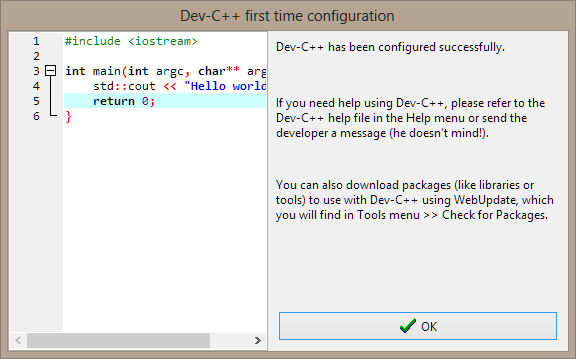 Dev-C++ first time configuration
1 #include <iostream>
2
3 int main(int argc, char** arg
4 std::cout << "Hello world
5 return 0;
6 }
Dev-C++ has been configured successfully.
If you need help using Dev-C++, please refer to the
Dev-C++ help file in the Help menu or send the
developer a message (he doesn't mind!).
You can also download packages (like libraries or
tools) to use with Dev-C++ using WebUpdate, which
you will find in Tools menu >> Check for Packages.
OK